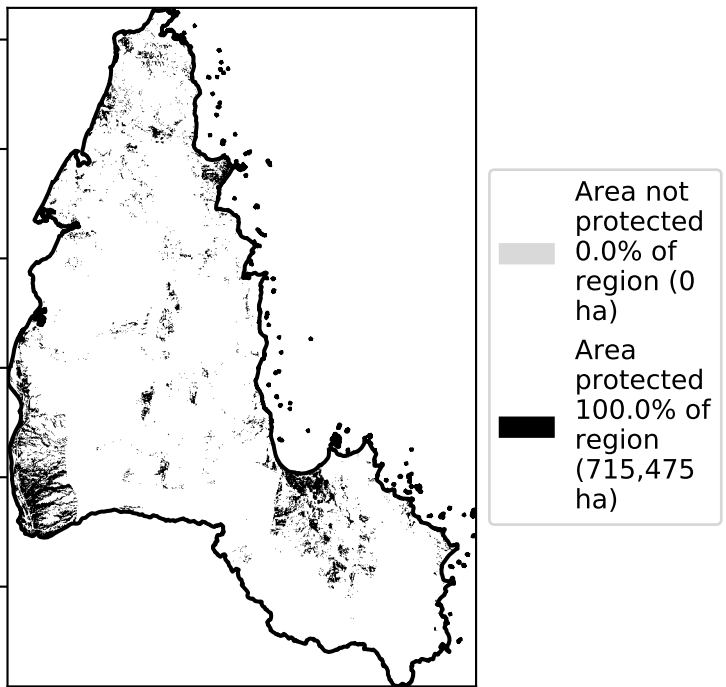 Area not
protected
0.0% of
region (0
ha)
Area
protected
100.0% of
region
(715,475
ha)